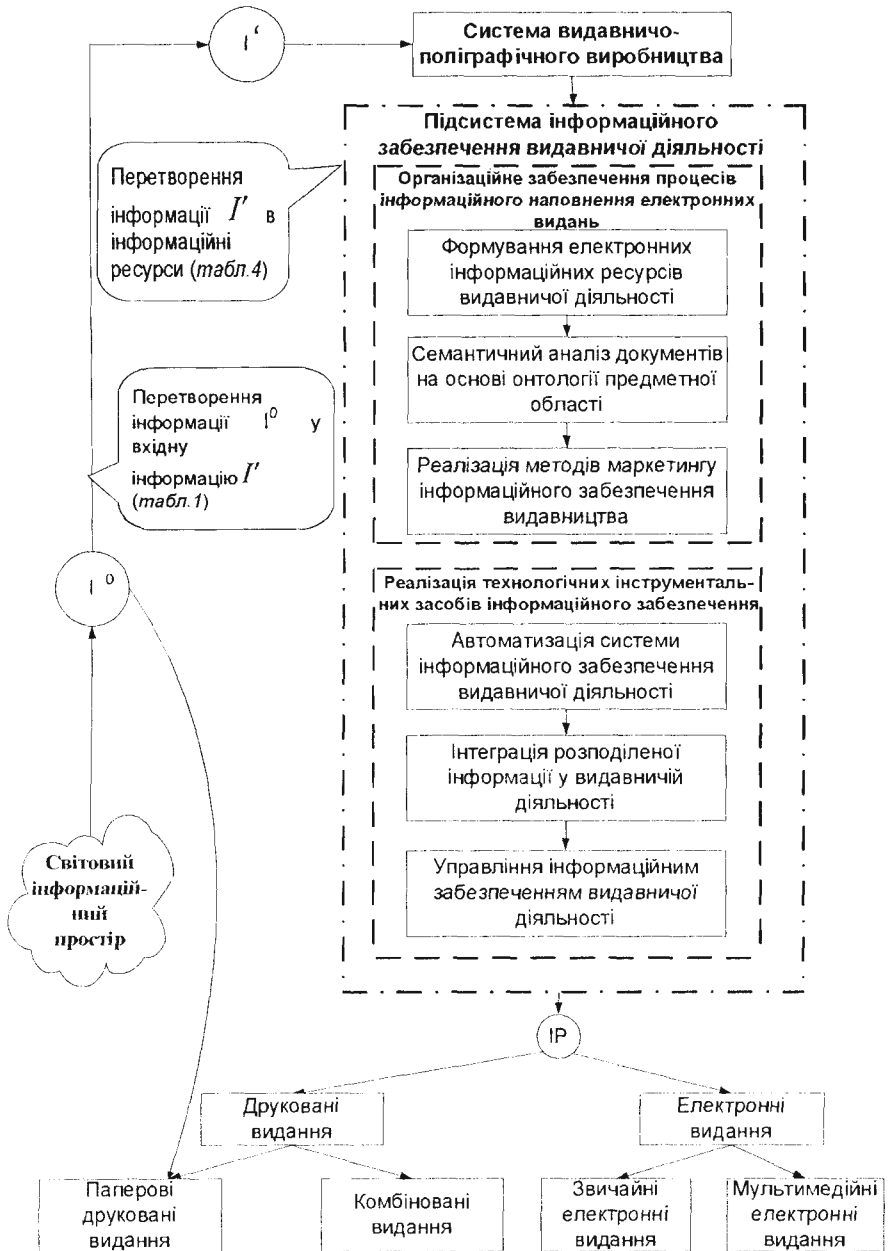 I‘
Система видавничо-
поліграфічного виробництва
Підсистема інформаційного
забезпечення видавничої діяльності
Перетворення
інформації I′ в
інформаційні
ресурси (табл.4)
Організаційне забезпечення процесів
інформаційного наповнення електронних
видань
Формування електронних
інформаційних ресурсів
видавничої діяльності
Семантичний аналіз документів
на основі онтології предметної
області
Перетворення
інформації I⁰ у
вхідну
інформацію I′
(табл.1)
Реалізація методів маркетингу
інформаційного забезпечення
видавництва
I⁰
Реалізація технологічних інструменталь-
них засобів інформаційного забезпечення
Автоматизація системи
інформаційного забезпечення
видавничої діяльності
Інтеграція розподіленої
інформації у видавничій
діяльності
Управління інформаційним
забезпеченням видавничої
діяльності
Світовий
інформацій-
ний
простір
ІР
Друковані
видання
Електронні
видання
Паперові
друковані
видання
Комбіновані
видання
Звичайні
електронні
видання
Мультимедійні
електронні
видання